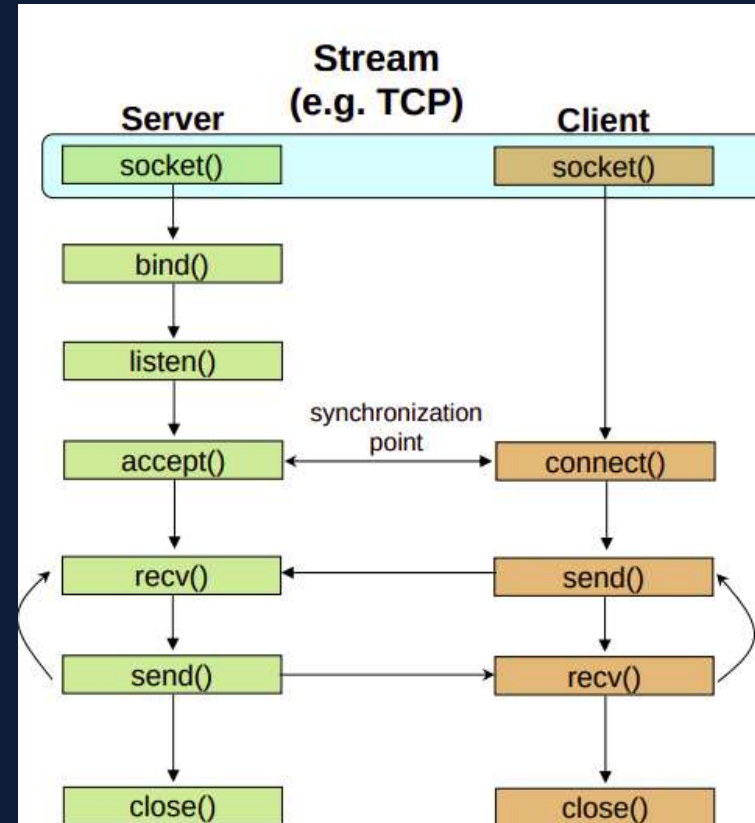 Stream
(e.g. TCP)
Server
Client
socket()
socket()
bind()
listen()
synchronization
point
accept()
connect()
recv()
send()
send()
recv()
close()
close()